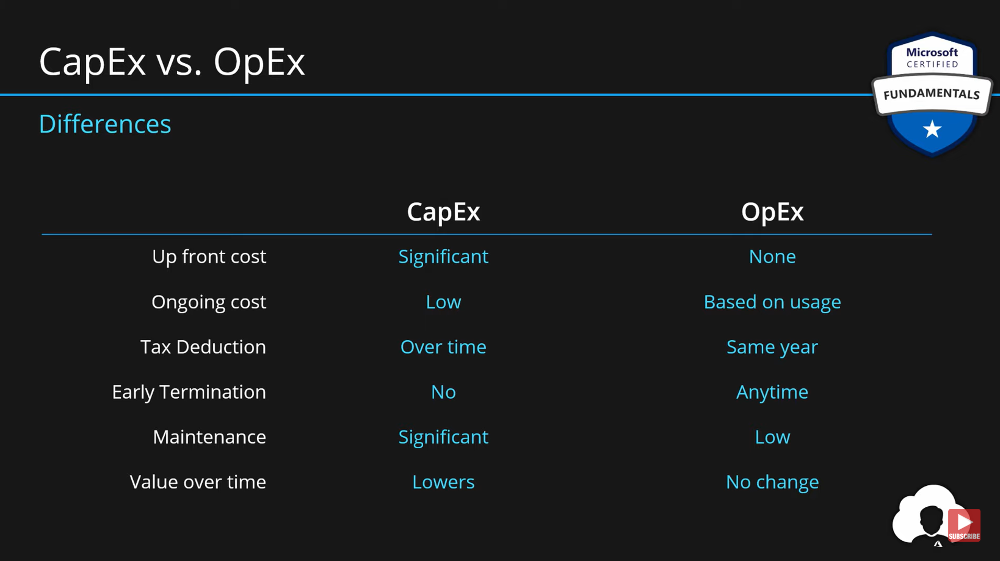 CapEx vs. OpEx
Microsoft
CERTIFIED
FUNDAMENTALS
Differences
CapEx OpEx
Up front cost Significant None
Ongoing cost Low Based on usage
Tax Deduction Over time Same year
Early Termination No Anytime
Maintenance Significant Low
Value over time Lowers No change
SUBSCRIBE